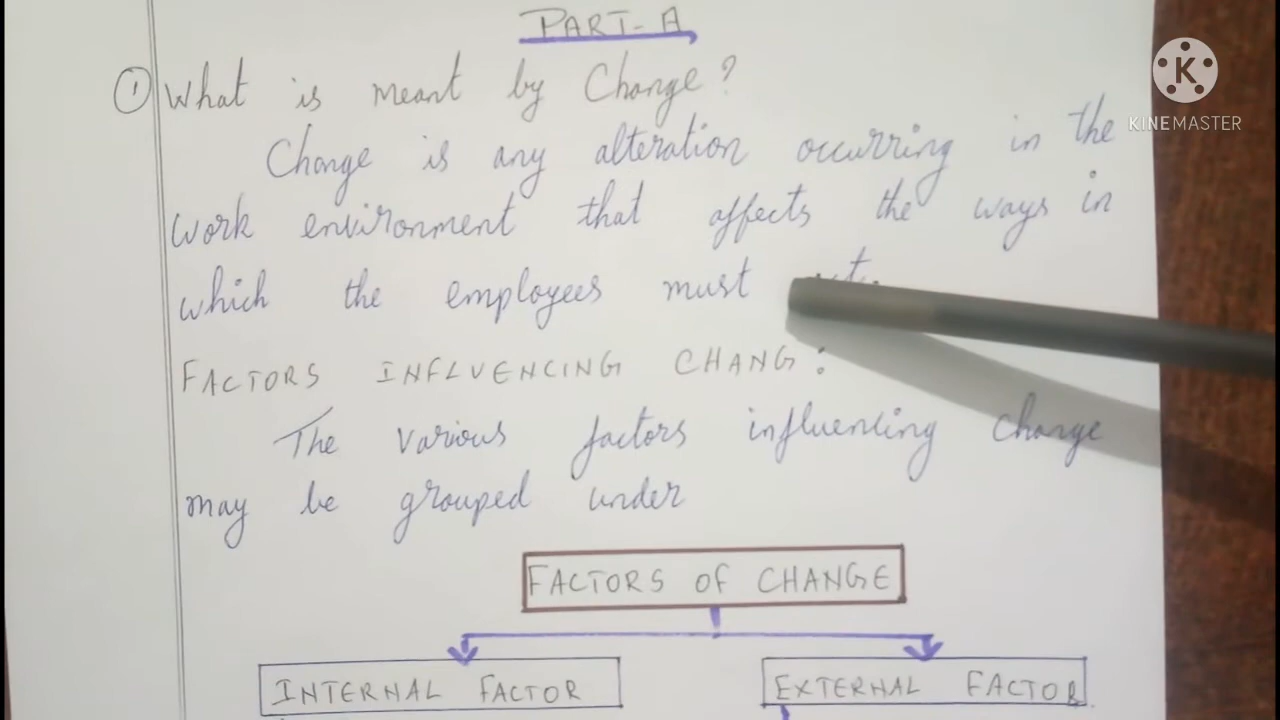 PART-A
① What is meant by Change?
Change is any alteration occurring in the
work environment that affects the ways in
which the employees must
FACTORS INFLUENCING CHANG:
The various factors influencing change
may be grouped under
FACTORS OF CHANGE
INTERNAL FACTOR
EXTERNAL FACTOR
K
KINEMASTER